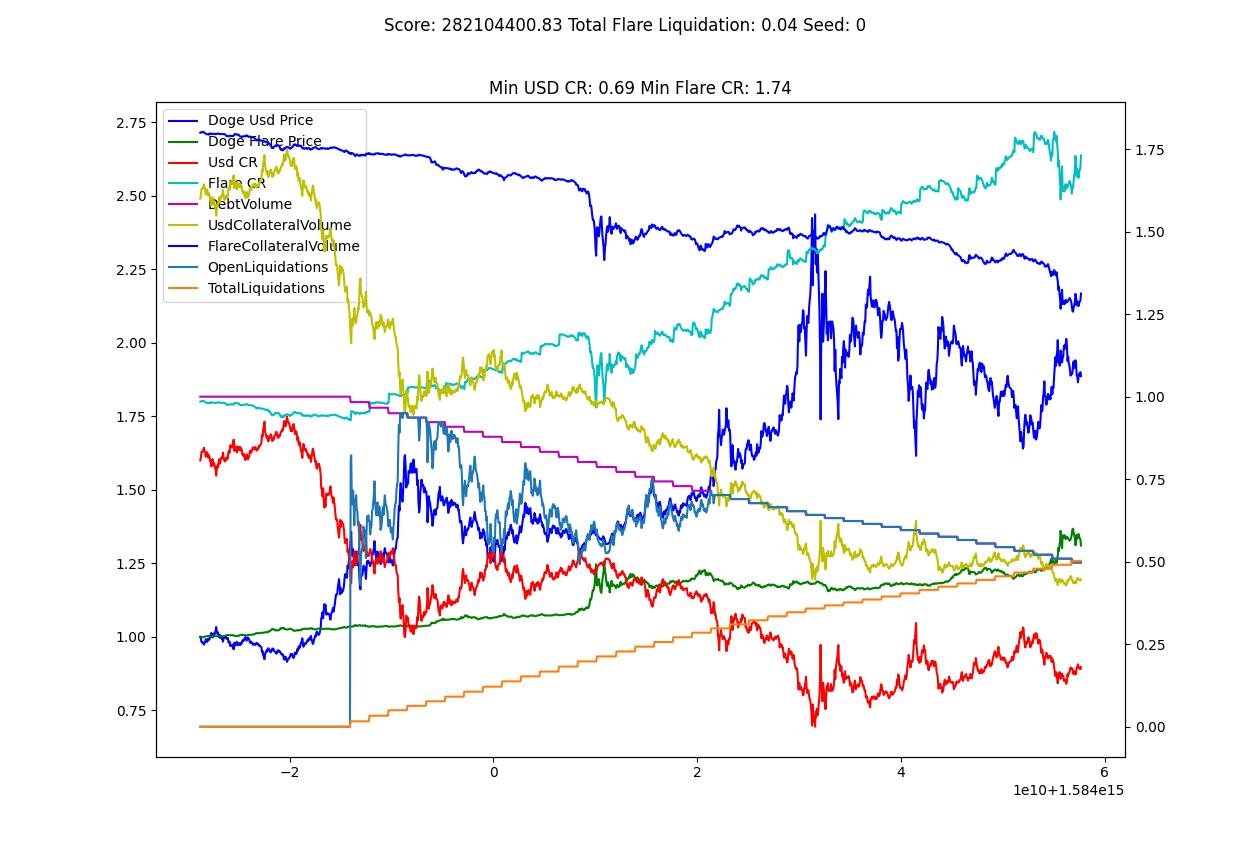 Score: 282104400.83 Total Flare Liquidation: 0.04 Seed: 0
Min USD CR: 0.69 Min Flare CR: 1.74
Doge Usd Price
Doge Flare Price
Usd CR
Flare CR
DebtVolume
UsdCollateralVolume
FlareCollateralVolume
OpenLiquidations
TotalLiquidations
2.75
2.50
2.25
2.00
1.75
1.50
1.25
1.00
0.75
1.75
1.50
1.25
1.00
0.75
0.50
0.25
0.00
−2 0 2 4 6
1e10+1.584e15